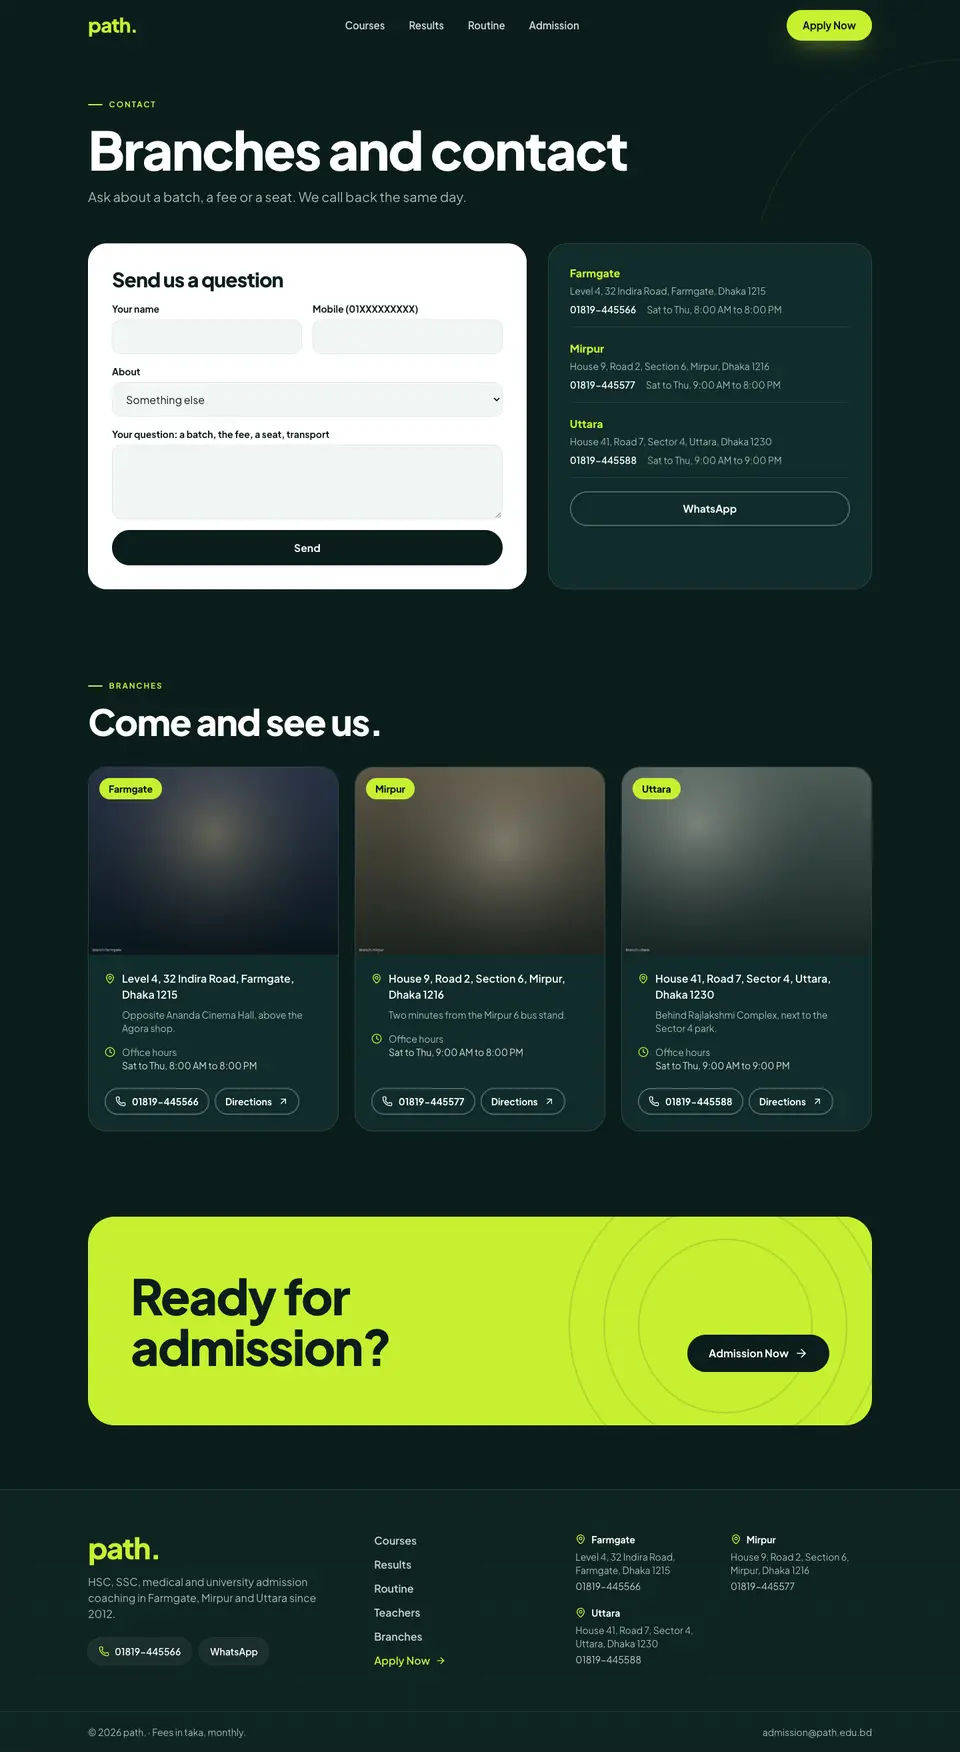 path.
Courses
Results
Routine
Admission
Apply Now
CONTACT
Branches and contact
Ask about a batch, a fee or a seat. We call back the same day.
Send us a question
Your name
Mobile (01XXXXXXXXX)
About
Something else
Your question: a batch, the fee, a seat, transport
Send
Farmgate
Level 4, 32 Indira Road, Farmgate, Dhaka 1215
01819-445566 Sat to Thu, 8:00 AM to 8:00 PM
Mirpur
House 9, Road 2, Section 6, Mirpur, Dhaka 1216
01819-445577 Sat to Thu, 9:00 AM to 8:00 PM
Uttara
House 41, Road 7, Sector 4, Uttara, Dhaka 1230
01819-445588 Sat to Thu, 9:00 AM to 9:00 PM
WhatsApp
BRANCHES
Come and see us.
Farmgate
Branch farmgate
Level 4, 32 Indira Road, Farmgate,
Dhaka 1215
Opposite Ananda Cinema Hall, above the
Agora shop.
Office hours
Sat to Thu, 8:00 AM to 8:00 PM
01819-445566
Directions
Mirpur
Branch mirpur
House 9, Road 2, Section 6, Mirpur,
Dhaka 1216
Two minutes from the Mirpur 6 bus stand.
Office hours
Sat to Thu, 9:00 AM to 8:00 PM
01819-445577
Directions
Uttara
Branch uttara
House 41, Road 7, Sector 4, Uttara,
Dhaka 1230
Behind Rajlakshmi Complex, next to the
Sector 4 park.
Office hours
Sat to Thu, 9:00 AM to 9:00 PM
01819-445588
Directions
Ready for
admission?
Admission Now
path.
HSC, SSC, medical and university admission
coaching in Farmgate, Mirpur and Uttara since
2012.
01819-445566
WhatsApp
Courses
Results
Routine
Teachers
Branches
Apply Now
Farmgate
Level 4, 32 Indira Road,
Farmgate, Dhaka 1215
01819-445566
Mirpur
House 9, Road 2, Section 6,
Mirpur, Dhaka 1216
01819-445577
Uttara
House 41, Road 7, Sector 4,
Uttara, Dhaka 1230
01819-445588
© 2026 path. · Fees in taka, monthly.
admission@path.edu.bd